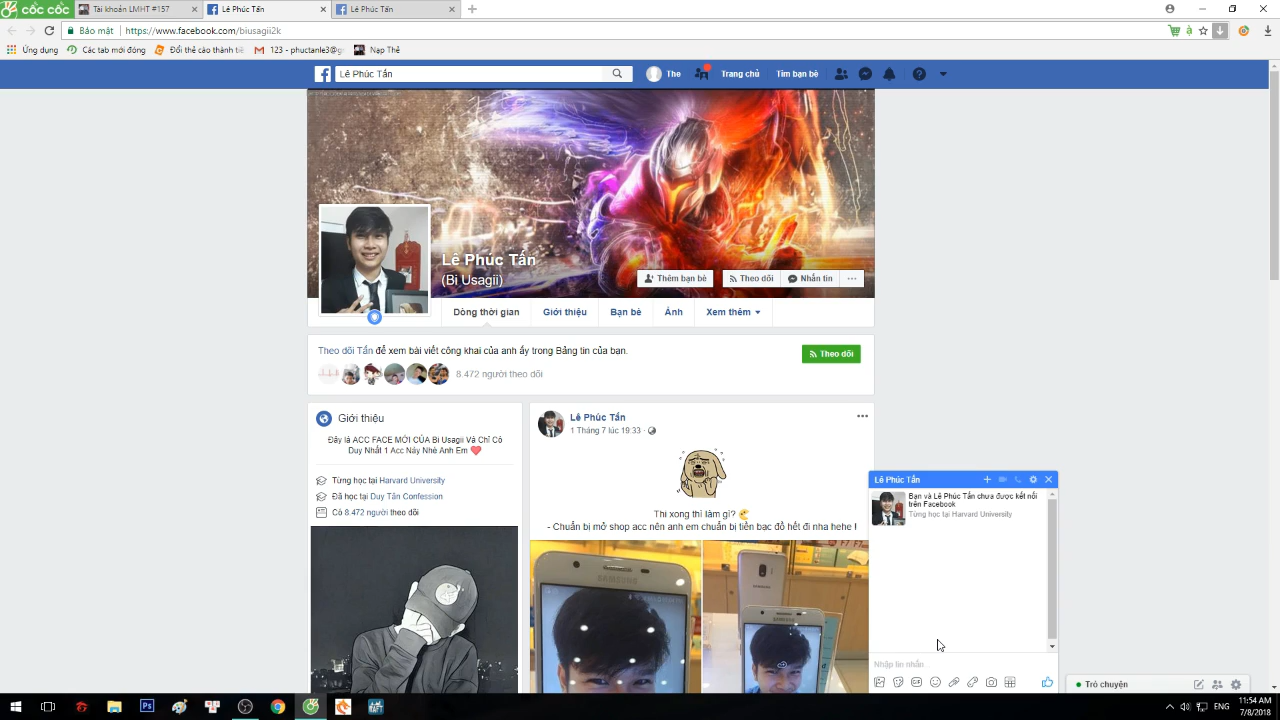 cốc cốc
Tài khoản LMHT #157
Lê Phúc Tấn
Lê Phúc Tấn
Bảo mật
https://www.facebook.com/biusagii2k
Ứng dụng
Các tab mới đóng
Đổi thẻ cào thành tiề
123 - phuctanle3@g
Nạp Thẻ
Lê Phúc Tấn
The
Trang chủ
Tìm bạn bè
Lê Phúc Tấn
(Bi Usagii)
Thêm bạn bè
Theo dõi
Nhắn tin
Dòng thời gian
Giới thiệu
Bạn bè
Ảnh
Xem thêm
Theo dõi Tấn để xem bài viết công khai của anh ấy trong Bảng tin của bạn.
Theo dõi
8.472 người theo dõi
Giới thiệu
Đây là ACC FACE MỚI CỦA Bi Usagii Và Chỉ Có
Duy Nhất 1 Acc Này Nhé Anh Em ❤
Từng học tại Harvard University
Đã học tại Duy Tân Confession
Có 8.472 người theo dõi
Lê Phúc Tấn
1 Tháng 7 lúc 19:33 ·
Thi xong thì làm gì?
- Chuẩn bị mở shop acc nên anh em chuẩn bị tiền bạc đồ hết đi nha hehe !
SAMSUNG
SAMSUNG
Lê Phúc Tấn
Bạn và Lê Phúc Tấn chưa được kết nối
trên Facebook
Từng học tại Harvard University
Nhập tin nhắn
GIF
Trò chuyện
ENG
11:54 AM
7/8/2018